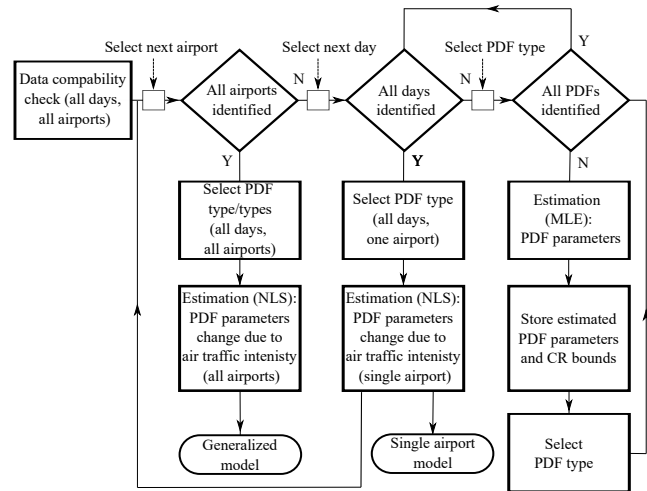 Select next airport
Select next day
Select PDF type
Y
Data compability
check (all days,
all airports)
All airports
identified
N
All days
identified
N
All PDFs
identified
Y
Y
N
Select PDF
type/types
(all days,
all airports)
Select PDF type
(all days,
one airport)
Estimation
(MLE):
PDF parameters
Estimation (NLS):
PDF parameters
change due to
air traffic intenisty
(all airports)
Estimation (NLS):
PDF parameters
change due to
air traffic intenisty
(single airport)
Store estimated
PDF parameters
and CR bounds
Generalized
model
Single airport
model
Select
PDF type